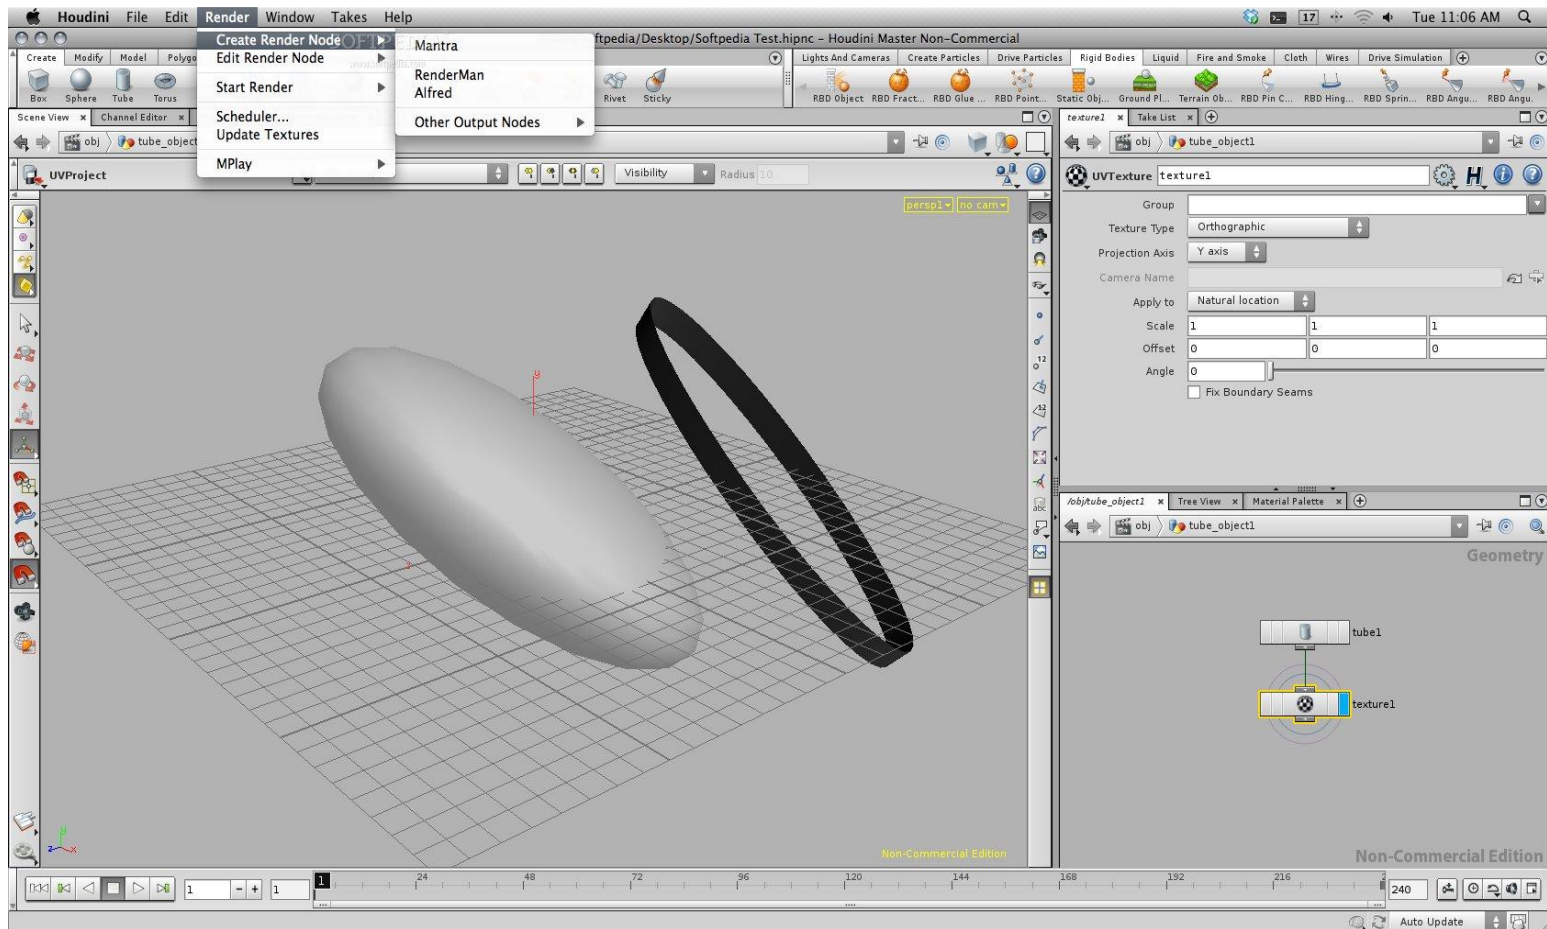 Houdini File Edit Render Window Takes Help
17 Tue 11:06 AM
ftpedia/Desktop/Softpedia Test.hipnc - Houdini Master Non-Commercial
Create Render Node
Edit Render Node
Start Render
Scheduler...
Update Textures
MPlay
Mantra
RenderMan
Alfred
Other Output Nodes
SOFTPEDIA
Create Modify Model Polygo
Box Sphere Tube Torus
Rivet Sticky
Lights And Cameras Create Particles Drive Particles Rigid Bodies Liquid Fire and Smoke Cloth Wires Drive Simulation
RBD Object RBD Fract... RBD Glue ... RBD Point... Static Obj... Ground Pl... Terrain Ob... RBD Pin C... RBD Hing... RBD Sprin... RBD Angu... RBD Angu.
Scene View Channel Editor
obj tube_object
UVProject
Visibility Radius 10
persp1 no cam
y
z
12
12
abc
y
z x
Non-Commercial Edition
texture1 Take List
obj tube_object1
UVTexture texture1
Group
Texture Type Orthographic
Projection Axis Y axis
Camera Name
Apply to Natural location
Scale 1 1 1
Offset 0 0 0
Angle 0
Fix Boundary Seams
/obj/tube_object1 Tree View Material Palette
obj tube_object1
Geometry
tube1
texture1
Non-Commercial Edition
1 - + 1
1 24 48 72 96 120 144 168 192 216 2
240
Auto Update